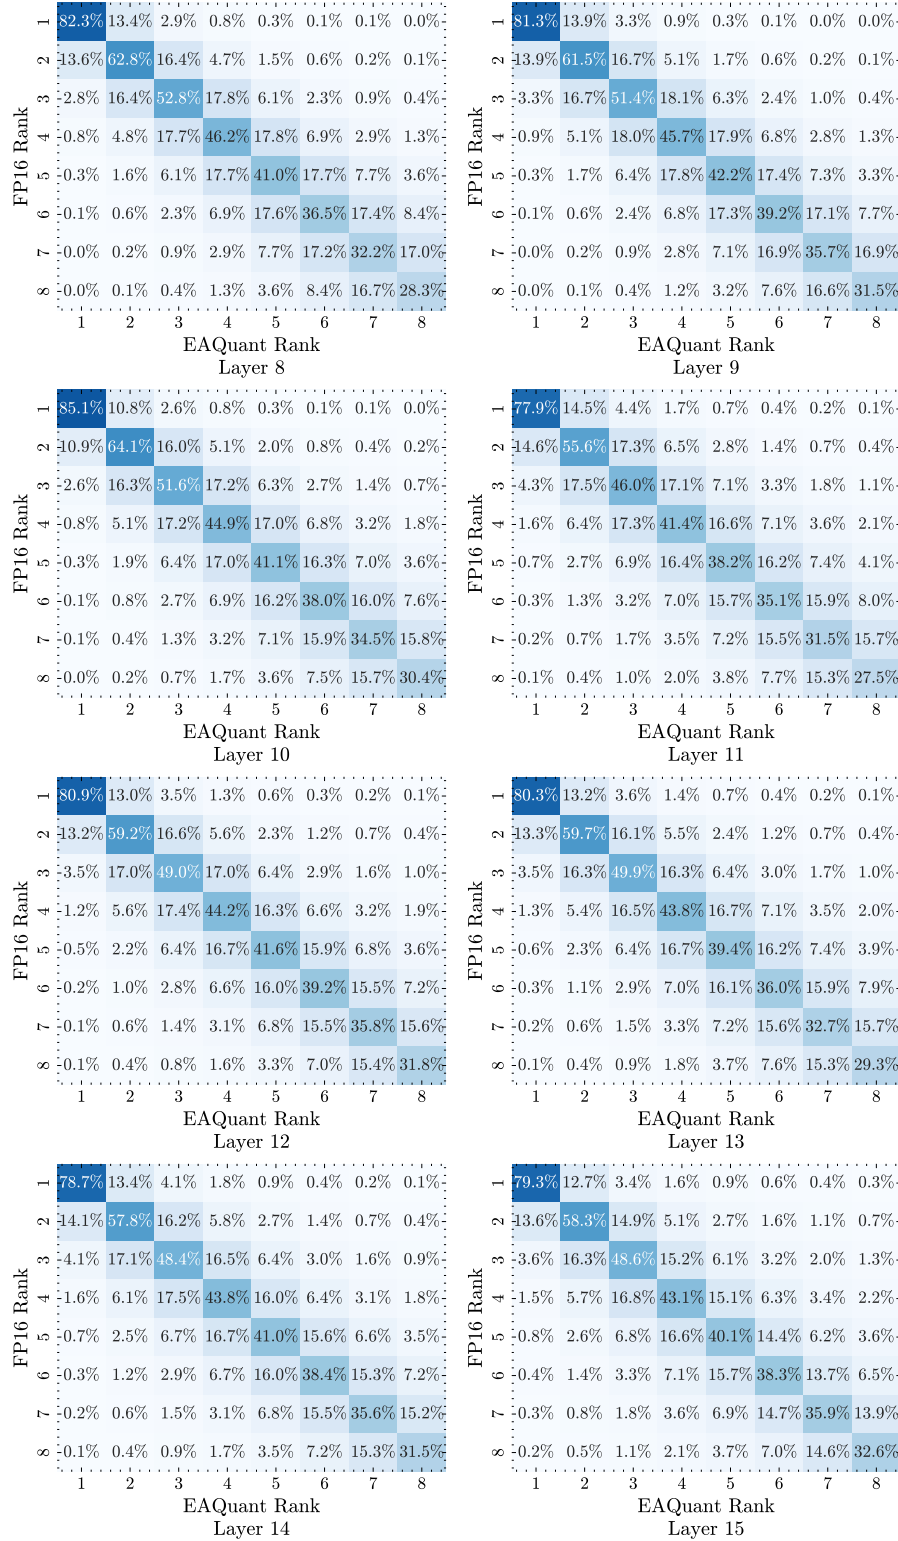 1 82.3% 13.4% 2.9% 0.8% 0.3% 0.1% 0.1% 0.0%
2 13.6% 62.8% 16.4% 4.7% 1.5% 0.6% 0.2% 0.1%
3 2.8% 16.4% 52.8% 17.8% 6.1% 2.3% 0.9% 0.4%
4 0.8% 4.8% 17.7% 46.2% 17.8% 6.9% 2.9% 1.3%
5 0.3% 1.6% 6.1% 17.7% 41.0% 17.7% 7.7% 3.6%
6 0.1% 0.6% 2.3% 6.9% 17.6% 36.5% 17.4% 8.4%
7 0.0% 0.2% 0.9% 2.9% 7.7% 17.2% 32.2% 17.0%
8 0.0% 0.1% 0.4% 1.3% 3.6% 8.4% 16.7% 28.3%
FP16 Rank
1 2 3 4 5 6 7 8
EAQuant Rank
Layer 8
1 81.3% 13.9% 3.3% 0.9% 0.3% 0.1% 0.0% 0.0%
2 13.9% 61.5% 16.7% 5.1% 1.7% 0.6% 0.2% 0.1%
3 3.3% 16.7% 51.4% 18.1% 6.3% 2.4% 1.0% 0.4%
4 0.9% 5.1% 18.0% 45.7% 17.9% 6.8% 2.8% 1.3%
5 0.3% 1.7% 6.4% 17.8% 42.2% 17.4% 7.3% 3.3%
6 0.1% 0.6% 2.4% 6.8% 17.3% 39.2% 17.1% 7.7%
7 0.0% 0.2% 0.9% 2.8% 7.1% 16.9% 35.7% 16.9%
8 0.0% 0.1% 0.4% 1.2% 3.2% 7.6% 16.6% 31.5%
FP16 Rank
1 2 3 4 5 6 7 8
EAQuant Rank
Layer 9
1 85.1% 10.8% 2.6% 0.8% 0.3% 0.1% 0.1% 0.0%
2 10.9% 64.1% 16.0% 5.1% 2.0% 0.8% 0.4% 0.2%
3 2.6% 16.3% 51.6% 17.2% 6.3% 2.7% 1.4% 0.7%
4 0.8% 5.1% 17.2% 44.9% 17.0% 6.8% 3.2% 1.8%
5 0.3% 1.9% 6.4% 17.0% 41.1% 16.3% 7.0% 3.6%
6 0.1% 0.8% 2.7% 6.9% 16.2% 38.0% 16.0% 7.6%
7 0.1% 0.4% 1.3% 3.2% 7.1% 15.9% 34.5% 15.8%
8 0.0% 0.2% 0.7% 1.7% 3.6% 7.5% 15.7% 30.4%
FP16 Rank
1 2 3 4 5 6 7 8
EAQuant Rank
Layer 10
1 77.9% 14.5% 4.4% 1.7% 0.7% 0.4% 0.2% 0.1%
2 14.6% 55.6% 17.3% 6.5% 2.8% 1.4% 0.7% 0.4%
3 4.3% 17.5% 46.0% 17.1% 7.1% 3.3% 1.8% 1.1%
4 1.6% 6.4% 17.3% 41.4% 16.6% 7.1% 3.6% 2.1%
5 0.7% 2.7% 6.9% 16.4% 38.2% 16.2% 7.4% 4.1%
6 0.3% 1.3% 3.2% 7.0% 15.7% 35.1% 15.9% 8.0%
7 0.2% 0.7% 1.7% 3.5% 7.2% 15.5% 31.5% 15.7%
8 0.1% 0.4% 1.0% 2.0% 3.8% 7.7% 15.3% 27.5%
FP16 Rank
1 2 3 4 5 6 7 8
EAQuant Rank
Layer 11
1 80.9% 13.0% 3.5% 1.3% 0.6% 0.3% 0.2% 0.1%
2 13.2% 59.2% 16.6% 5.6% 2.3% 1.2% 0.7% 0.4%
3 3.5% 17.0% 49.0% 17.0% 6.4% 2.9% 1.6% 1.0%
4 1.2% 5.6% 17.4% 44.2% 16.3% 6.6% 3.2% 1.9%
5 0.5% 2.2% 6.4% 16.7% 41.6% 15.9% 6.8% 3.6%
6 0.2% 1.0% 2.8% 6.6% 16.0% 39.2% 15.5% 7.2%
7 0.1% 0.6% 1.4% 3.1% 6.8% 15.5% 35.8% 15.6%
8 0.1% 0.4% 0.8% 1.6% 3.3% 7.0% 15.4% 31.8%
FP16 Rank
1 2 3 4 5 6 7 8
EAQuant Rank
Layer 12
1 80.3% 13.2% 3.6% 1.4% 0.7% 0.4% 0.2% 0.1%
2 13.3% 59.7% 16.1% 5.5% 2.4% 1.2% 0.7% 0.4%
3 3.5% 16.3% 49.9% 16.3% 6.4% 3.0% 1.7% 1.0%
4 1.3% 5.4% 16.5% 43.8% 16.7% 7.1% 3.5% 2.0%
5 0.6% 2.3% 6.4% 16.7% 39.4% 16.2% 7.4% 3.9%
6 0.3% 1.1% 2.9% 7.0% 16.1% 36.0% 15.9% 7.9%
7 0.2% 0.6% 1.5% 3.3% 7.2% 15.6% 32.7% 15.7%
8 0.1% 0.4% 0.9% 1.8% 3.7% 7.6% 15.3% 29.3%
FP16 Rank
1 2 3 4 5 6 7 8
EAQuant Rank
Layer 13
1 78.7% 13.4% 4.1% 1.8% 0.9% 0.4% 0.2% 0.1%
2 14.1% 57.8% 16.2% 5.8% 2.7% 1.4% 0.7% 0.4%
3 4.1% 17.1% 48.4% 16.5% 6.4% 3.0% 1.6% 0.9%
4 1.6% 6.1% 17.5% 43.8% 16.0% 6.4% 3.1% 1.8%
5 0.7% 2.5% 6.7% 16.7% 41.0% 15.6% 6.6% 3.5%
6 0.3% 1.2% 2.9% 6.7% 16.0% 38.4% 15.3% 7.2%
7 0.2% 0.6% 1.5% 3.1% 6.8% 15.5% 35.6% 15.2%
8 0.1% 0.4% 0.9% 1.7% 3.5% 7.2% 15.3% 31.5%
FP16 Rank
1 2 3 4 5 6 7 8
EAQuant Rank
Layer 14
1 79.3% 12.7% 3.4% 1.6% 0.9% 0.6% 0.4% 0.3%
2 13.6% 58.3% 14.9% 5.1% 2.7% 1.6% 1.1% 0.7%
3 3.6% 16.3% 48.6% 15.2% 6.1% 3.2% 2.0% 1.3%
4 1.5% 5.7% 16.8% 43.1% 15.1% 6.3% 3.4% 2.2%
5 0.8% 2.6% 6.8% 16.6% 40.1% 14.4% 6.2% 3.6%
6 0.4% 1.4% 3.3% 7.1% 15.7% 38.3% 13.7% 6.5%
7 0.3% 0.8% 1.8% 3.6% 6.9% 14.7% 35.9% 13.9%
8 0.2% 0.5% 1.1% 2.1% 3.7% 7.0% 14.6% 32.6%
FP16 Rank
1 2 3 4 5 6 7 8
EAQuant Rank
Layer 15